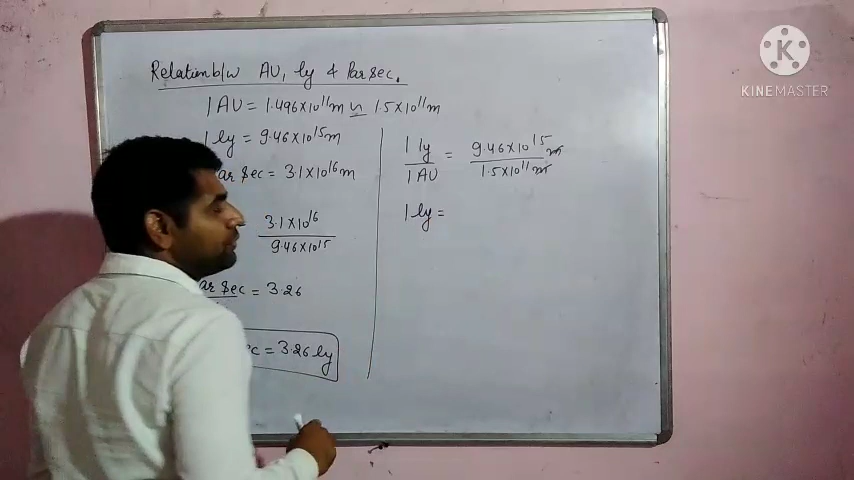 Relation b/w AU, ly & Parsec.
1 AU = 1.496×10¹¹m ≃ 1.5×10¹¹m
1 ly = 9.46×10¹⁵m
ar sec = 3.1×10¹⁶m
3.1×10¹⁶
9.46×10¹⁵
ar sec = 3.26
ec = 3.26 ly
1 ly / 1 AU = 9.46×10¹⁵m / 1.5×10¹¹m
1 ly =
K
KINEMASTER